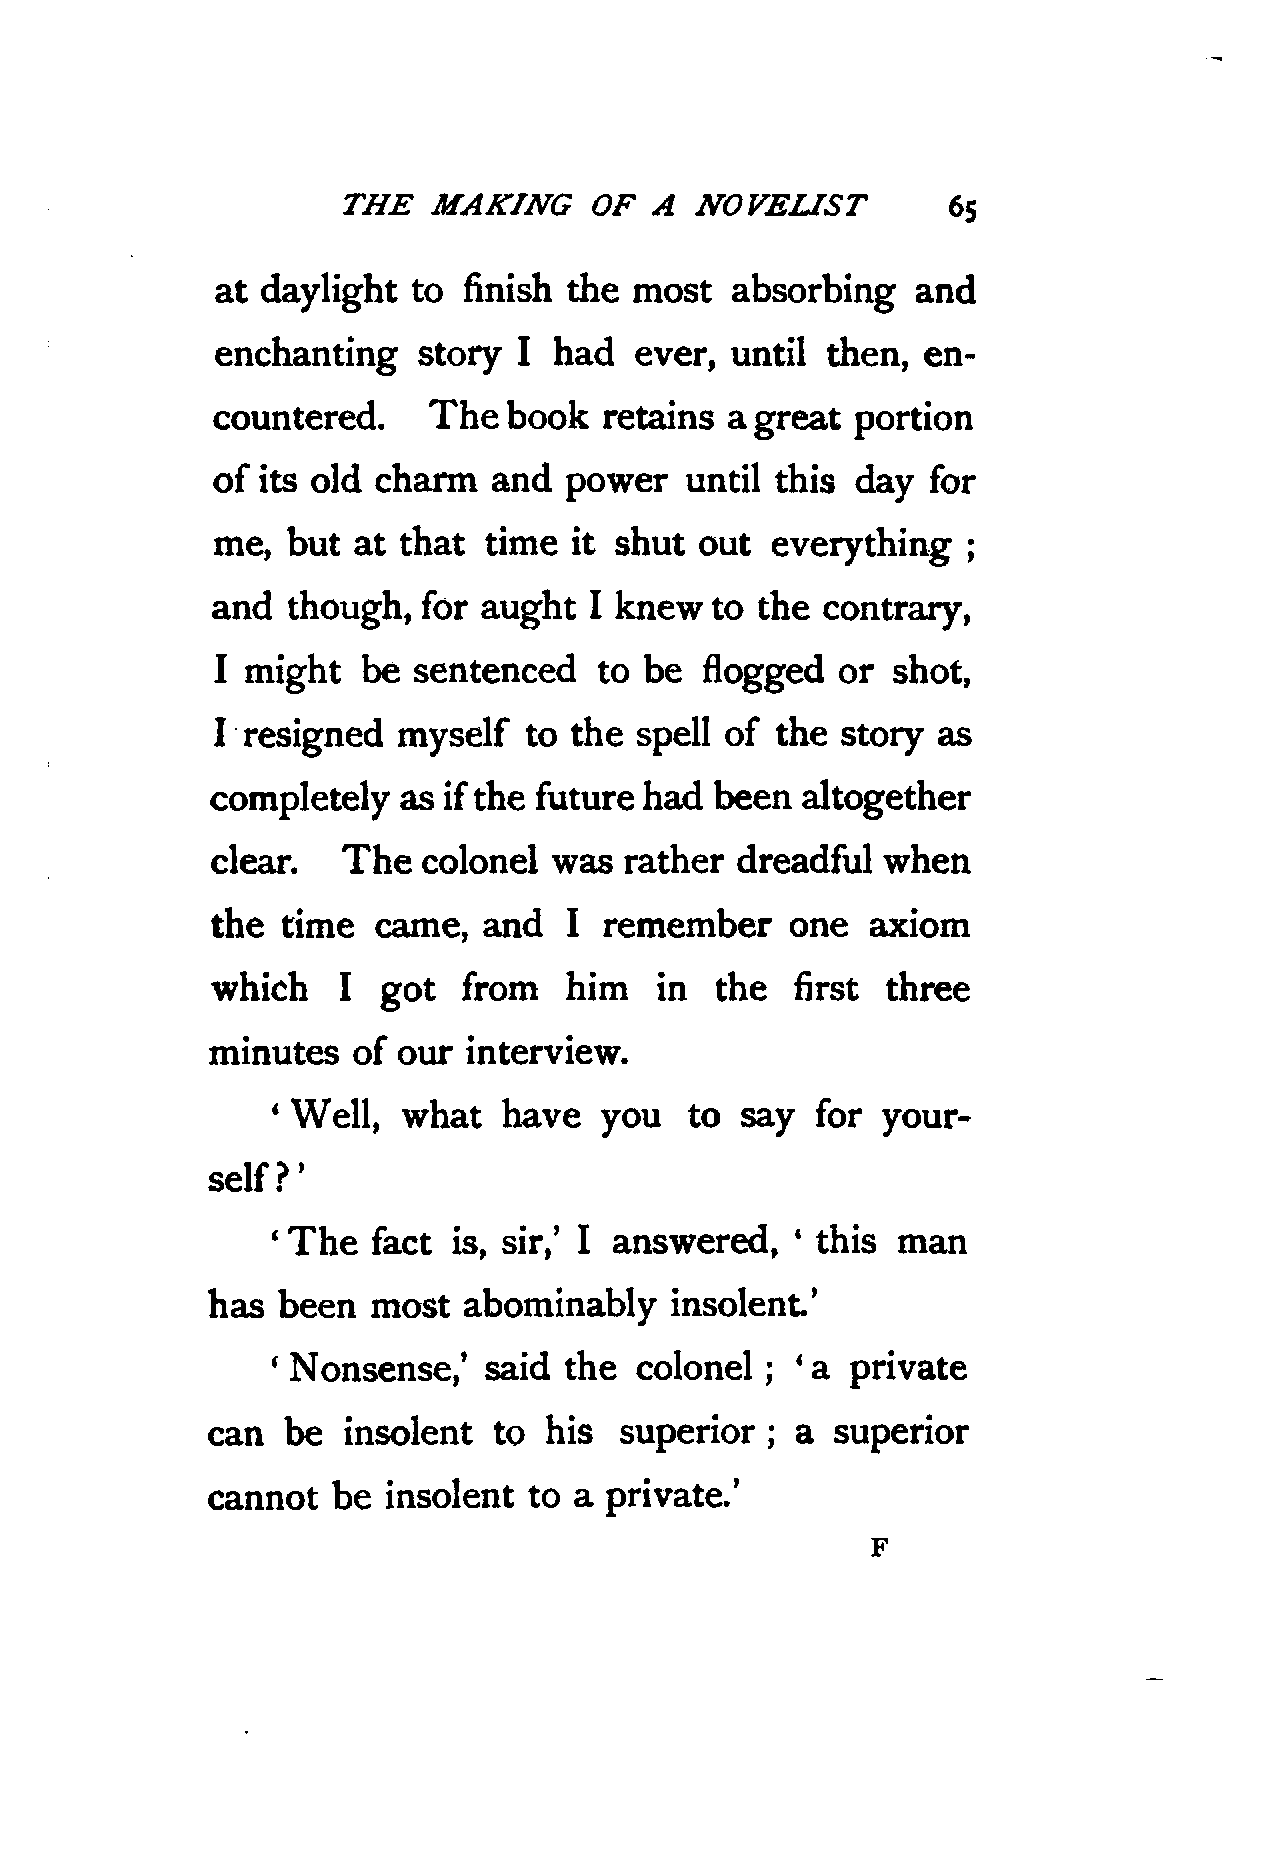 THE MAKING OF A NOVELIST 65
at daylight to finish the most absorbing and
enchanting story I had ever, until then, en-
countered. The book retains a great portion
of its old charm and power until this day for
me, but at that time it shut out everything ;
and though, for aught I knew to the contrary,
I might be sentenced to be flogged or shot,
I resigned myself to the spell of the story as
completely as if the future had been altogether
clear. The colonel was rather dreadful when
the time came, and I remember one axiom
which I got from him in the first three
minutes of our interview.
‘ Well, what have you to say for your-
self ? ’
‘ The fact is, sir,’ I answered, ‘ this man
has been most abominably insolent.’
‘ Nonsense,’ said the colonel ; ‘ a private
can be insolent to his superior ; a superior
cannot be insolent to a private.’
F